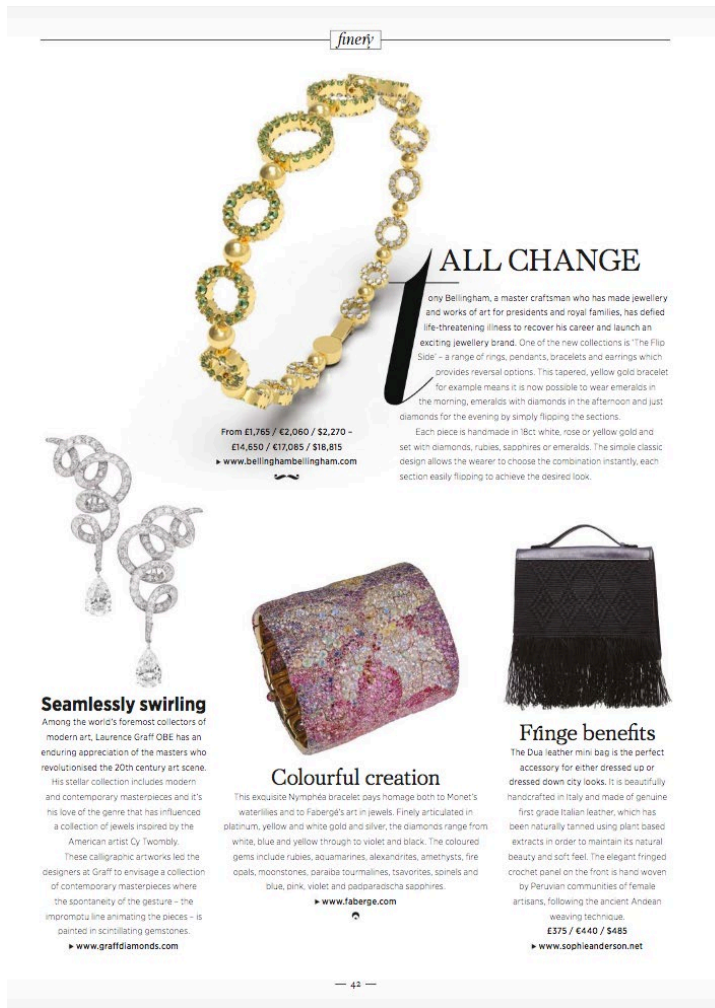 finery
ALL CHANGE
Tony Bellingham, a master craftsman who has made jewellery
and works of art for presidents and royal families, has defied
life-threatening illness to recover his career and launch an
exciting jewellery brand. One of the new collections is 'The Flip
Side' – a range of rings, pendants, bracelets and earrings which
provides reversal options. This tapered, yellow gold bracelet
for example means it is now possible to wear emeralds in
the morning, emeralds with diamonds in the afternoon and just
diamonds for the evening by simply flipping the sections.
Each piece is handmade in 18ct white, rose or yellow gold and
set with diamonds, rubies, sapphires or emeralds. The simple classic
design allows the wearer to choose the combination instantly, each
section easily flipping to achieve the desired look.
From £1,765 / €2,060 / $2,270 –
£14,650 / €17,085 / $18,815
▶ www.bellinghambellingham.com
Seamlessly swirling
Among the world's foremost collectors of
modern art, Laurence Graff OBE has an
enduring appreciation of the masters who
revolutionised the 20th century art scene.
His stellar collection includes modern
and contemporary masterpieces and it's
his love of the genre that has influenced
a collection of jewels inspired by the
American artist Cy Twombly.
These calligraphic artworks led the
designers at Graff to envisage a collection
of contemporary masterpieces where
the spontaneity of the gesture – the
impromptu line animating the pieces – is
painted in scintillating gemstones.
▶ www.graffdiamonds.com
Colourful creation
This exquisite Nymphéa bracelet pays homage both to Monet's
waterlilies and to Fabergé's art in jewels. Finely articulated in
platinum, yellow and white gold and silver, the diamonds range from
white, blue and yellow through to violet and black. The coloured
gems include rubies, aquamarines, alexandrites, amethysts, fire
opals, moonstones, paraiba tourmalines, tsavorites, spinels and
blue, pink, violet and padparadscha sapphires.
▶ www.faberge.com
Fringe benefits
The Dua leather mini bag is the perfect
accessory for either dressed up or
dressed down city looks. It is beautifully
handcrafted in Italy and made of genuine
first grade Italian leather, which has
been naturally tanned using plant based
extracts in order to maintain its natural
beauty and soft feel. The elegant fringed
crochet panel on the front is hand woven
by Peruvian communities of female
artisans, following the ancient Andean
weaving technique.
£375 / €440 / $485
▶ www.sophieanderson.net
— 42 —